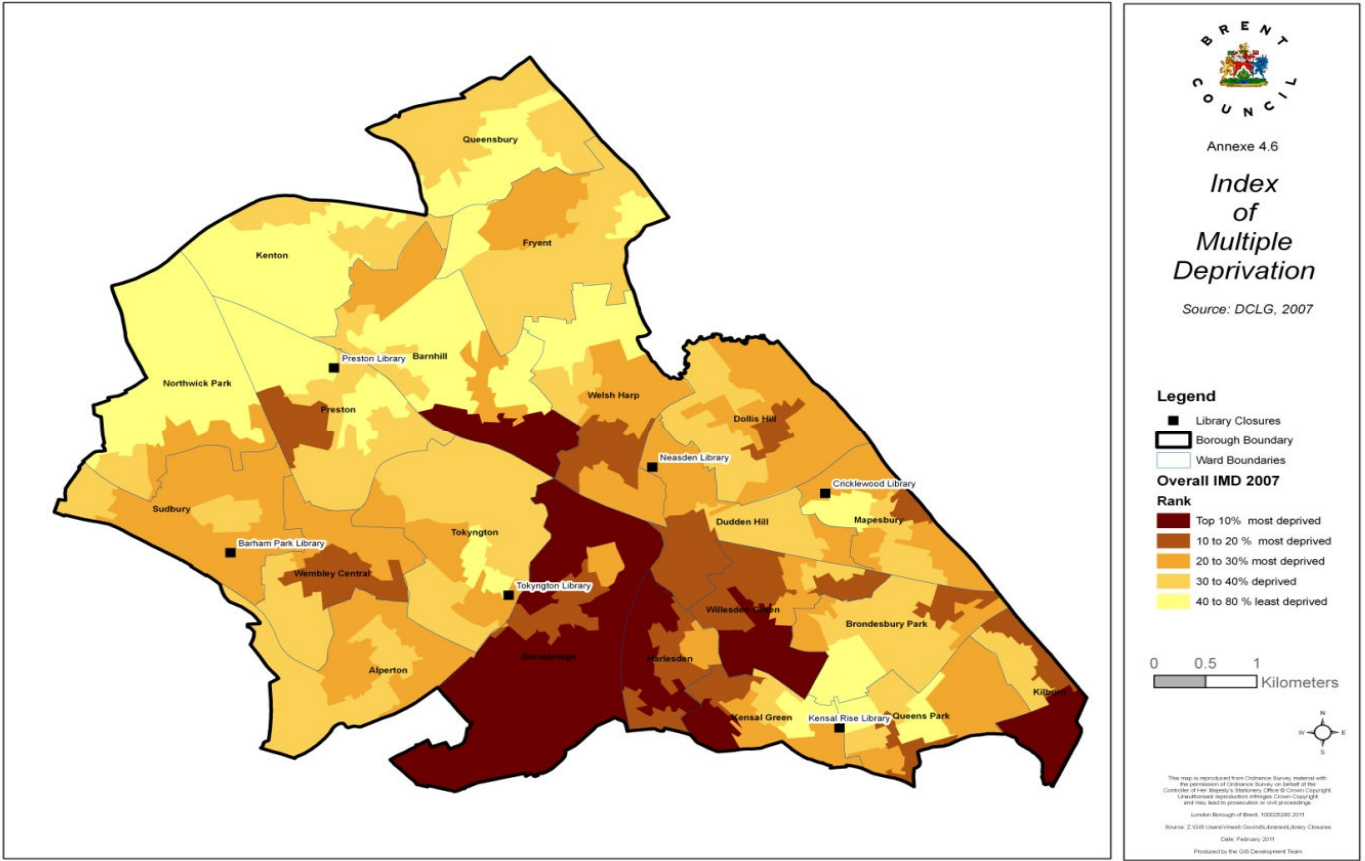 Queensbury
Fryent
Kenton
Preston Library
Barnhill
Northwick Park
Preston
Welsh Harp
Dollis Hill
Neasden Library
Cricklewood Library
Sudbury
Tokyngton
Dudden Hill
Mapesbury
Barham Park Library
Wembley Central
Tokyngton Library
Willesden Green
Brondesbury Park
Stonebridge
Harlesden
Alperton
Kilburn
Kensal Green
Kensal Rise Library
Queens Park
BRENT
COUNCIL
Annexe 4.6
Index
of
Multiple
Deprivation
Source: DCLG, 2007
Legend
Library Closures
Borough Boundary
Ward Boundaries
Overall IMD 2007
Rank
Top 10% most deprived
10 to 20 % most deprived
20 to 30% most deprived
30 to 40% deprived
40 to 80 % least deprived
0 0.5 1
Kilometers
N
W E
S
This map is reproduced from Ordnance Survey material with
the permission of Ordnance Survey on behalf of the
Controller of Her Majesty's Stationery Office © Crown Copyright
Unauthorised reproduction infringes Crown Copyright
and may lead to prosecution or civil proceedings.
London Borough of Brent, 2011
Source: Closures
Date: February 2011
Produced by the GIS Development Team